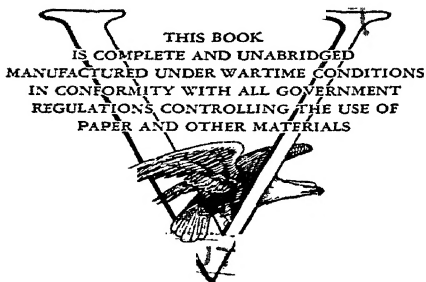 THIS BOOK
IS COMPLETE AND UNABRIDGED
MANUFACTURED UNDER WARTIME CONDITIONS
IN CONFORMITY WITH ALL GOVERNMENT
REGULATIONS CONTROLLING THE USE OF
PAPER AND OTHER MATERIALS